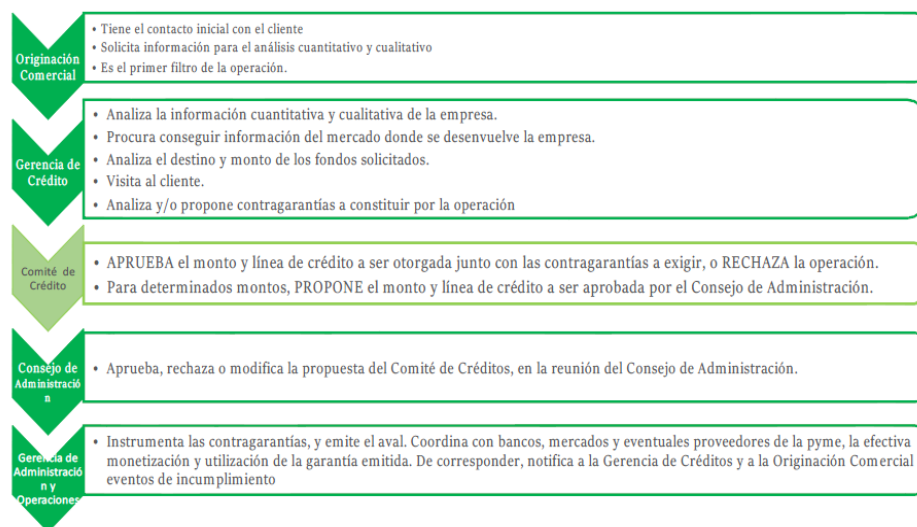 Originación
Comercial
• Tiene el contacto inicial con el cliente
• Solicita información para el análisis cuantitativo y cualitativo
• Es el primer filtro de la operación.
Gerencia de
Crédito
• Analiza la información cuantitativa y cualitativa de la empresa.
• Procura conseguir información del mercado donde se desenvuelve la empresa.
• Analiza el destino y monto de los fondos solicitados.
• Visita al cliente.
• Analiza y/o propone contragarantías a constituir por la operación
Comité de
Crédito
• APRUEBA el monto y línea de crédito a ser otorgada junto con las contragarantías a exigir, o RECHAZA la operación.
• Para determinados montos, PROPONE el monto y línea de crédito a ser aprobada por el Consejo de Administración.
Consejo de
Administració
n
• Aprueba, rechaza o modifica la propuesta del Comité de Créditos, en la reunión del Consejo de Administración.
Gerencia de
Administració
n y
Operaciones
• Instrumenta las contragarantías, y emite el aval. Coordina con bancos, mercados y eventuales proveedores de la pyme, la efectiva
monetización y utilización de la garantía emitida. De corresponder, notifica a la Gerencia de Créditos y a la Originación Comercial
eventos de incumplimiento